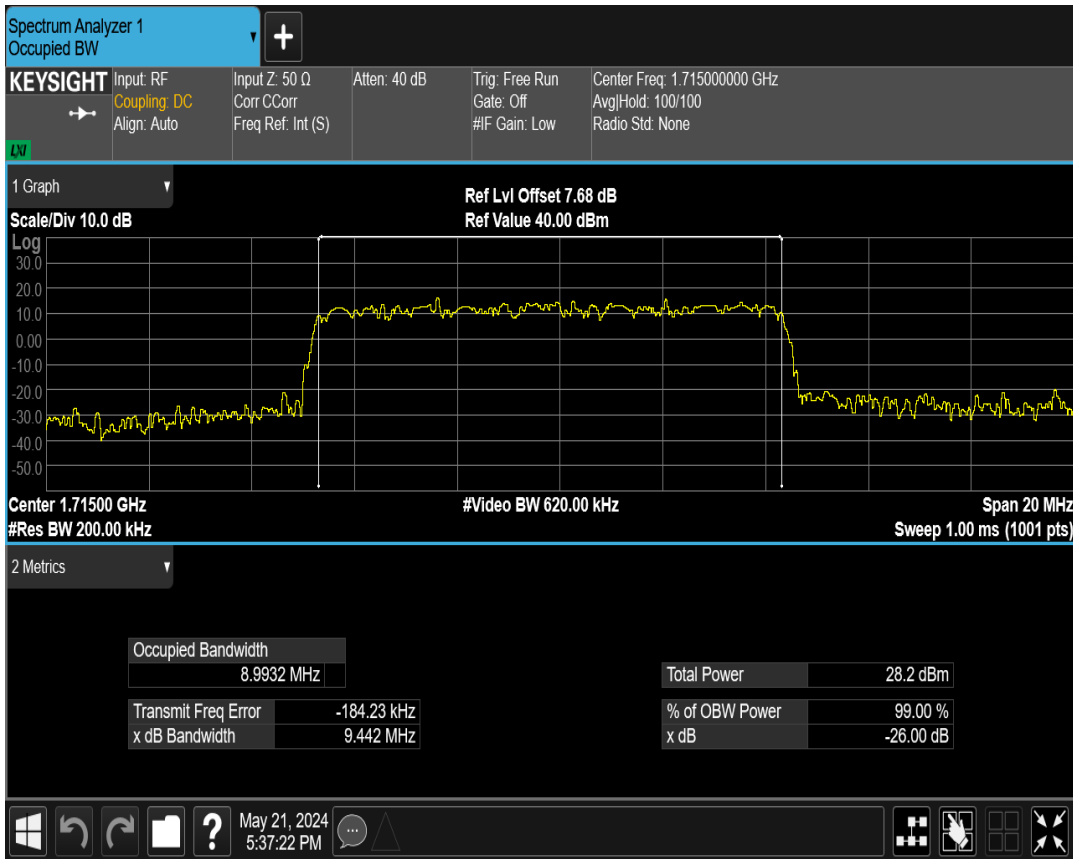 Spectrum Analyzer 1
Occupied BW
KEYSIGHT
LXI
Input: RF
Coupling: DC
Align: Auto
Input Z: 50 Ω
Corr CCorr
Freq Ref: Int (S)
Atten: 40 dB
Trig: Free Run
Gate: Off
#IF Gain: Low
Center Freq: 1.715000000 GHz
Avg|Hold: 100/100
Radio Std: None
1 Graph
Scale/Div 10.0 dB
Ref Lvl Offset 7.68 dB
Ref Value 40.00 dBm
Log
30.0
20.0
10.0
0.00
-10.0
-20.0
-30.0
-40.0
-50.0
Center 1.71500 GHz
#Video BW 620.00 kHz
Span 20 MHz
#Res BW 200.00 kHz
Sweep 1.00 ms (1001 pts)
2 Metrics
Occupied Bandwidth
8.9932 MHz
Transmit Freq Error -184.23 kHz
x dB Bandwidth 9.442 MHz
Total Power 28.2 dBm
% of OBW Power 99.00 %
x dB -26.00 dB
?
May 21, 2024
5:37:22 PM